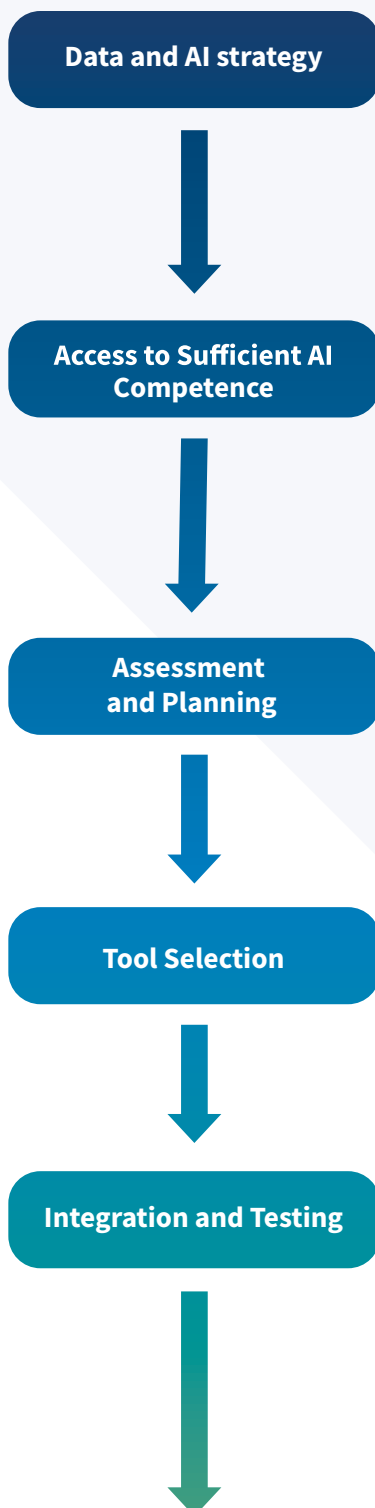 Data and AI strategy
Access to Sufficient AI
Competence
Assessment
and Planning
Tool Selection
Integration and Testing